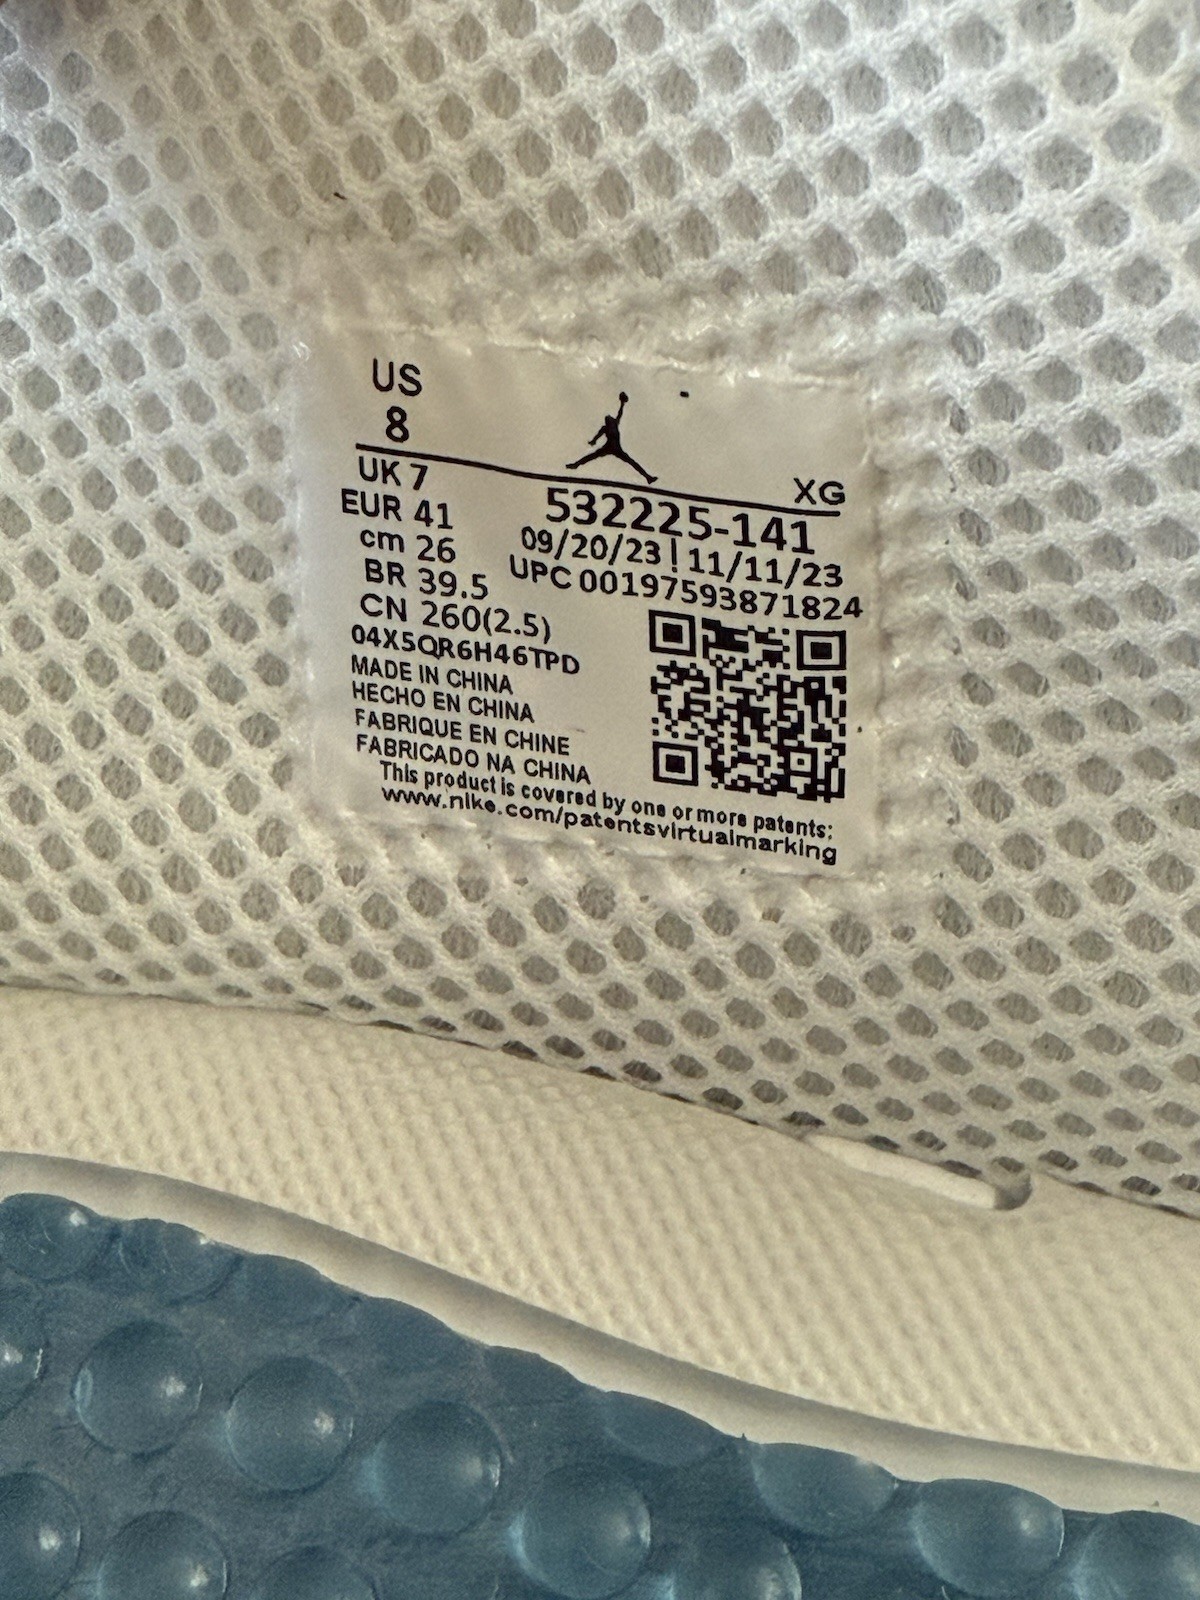 US
8
XG
UK 7
532225-141
EUR 41
09/20/23 | 11/11/23
cm 26
UPC 00197593871824
BR 39.5
CN 260(2.5)
04X5QR6H46TPD
MADE IN CHINA
HECHO EN CHINA
FABRIQUE EN CHINE
FABRICADO NA CHINA
This product is covered by one or more patents:
www.nike.com/patentsvirtualmarking